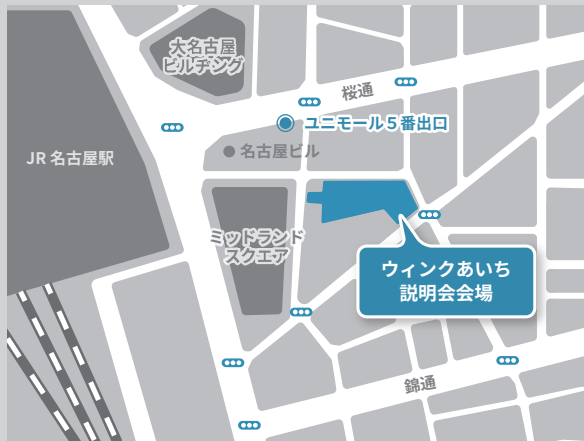 大名古屋
ビルヂング
桜通
ユニモール5番出口
名古屋ビル
JR 名古屋駅
ミッドランド
スクエア
ウィンクあいち
説明会会場
錦通